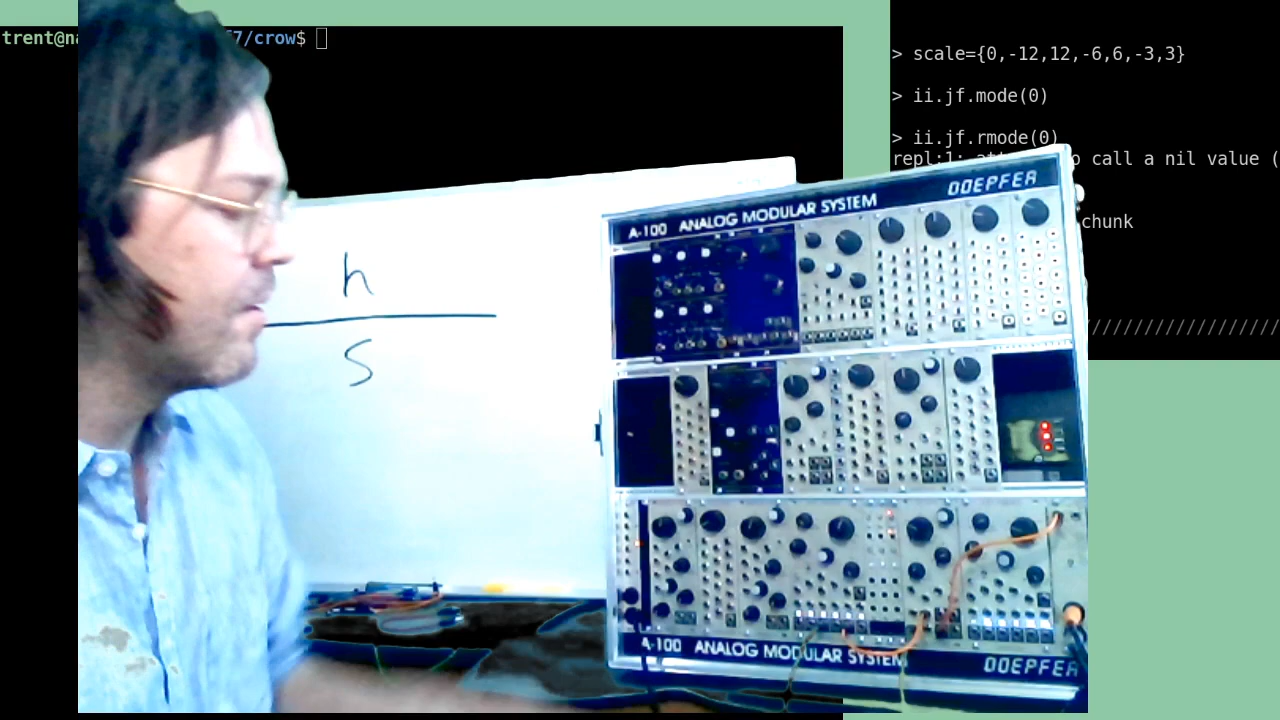 trent@n
7/crow$
> scale={0,-12,12,-6,6,-3,3}
> ii.jf.mode(0)
> ii.jf.rmode(0)
repl:1: to call a nil value (
chunk
////////////////////
h
s
A-100 ANALOG MODULAR SYSTEM DOEPFER
A-100 ANALOG MODULAR SYSTEM DOEPFER